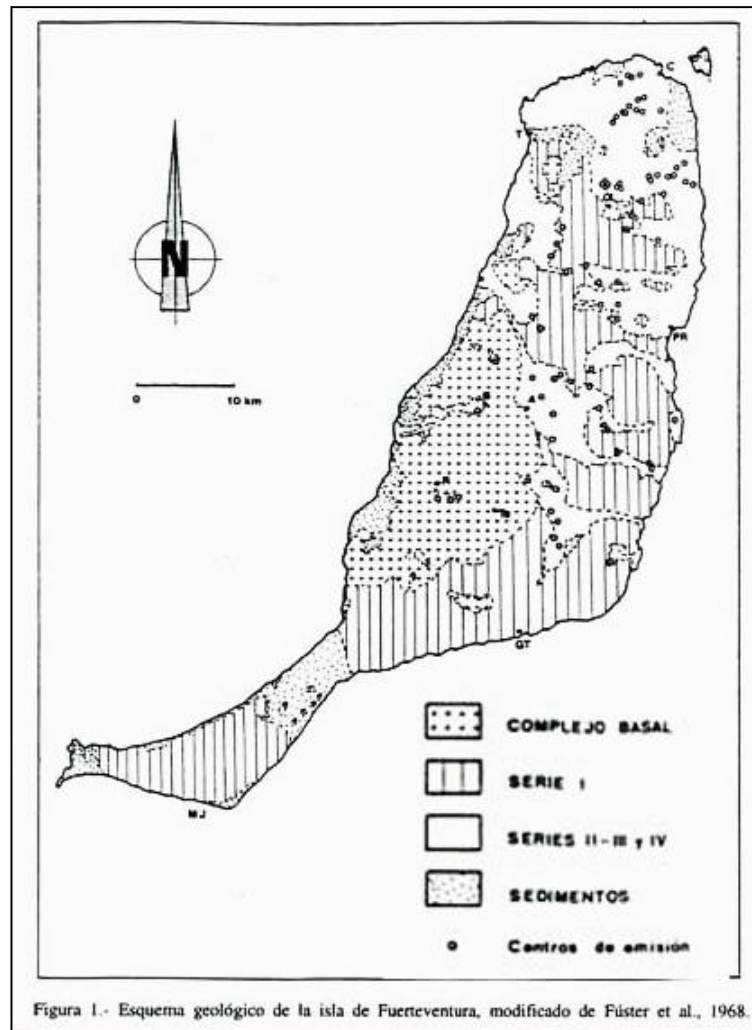 C
T
N
0 10 km
PR
B
A
R
GT
MJ
COMPLEJO BASAL
SERIE I
SERIES II - III y IV
SEDIMENTOS
Centros de emisión
Figura 1.- Esquema geológico de la isla de Fuerteventura, modificado de Fúster et al., 1968.